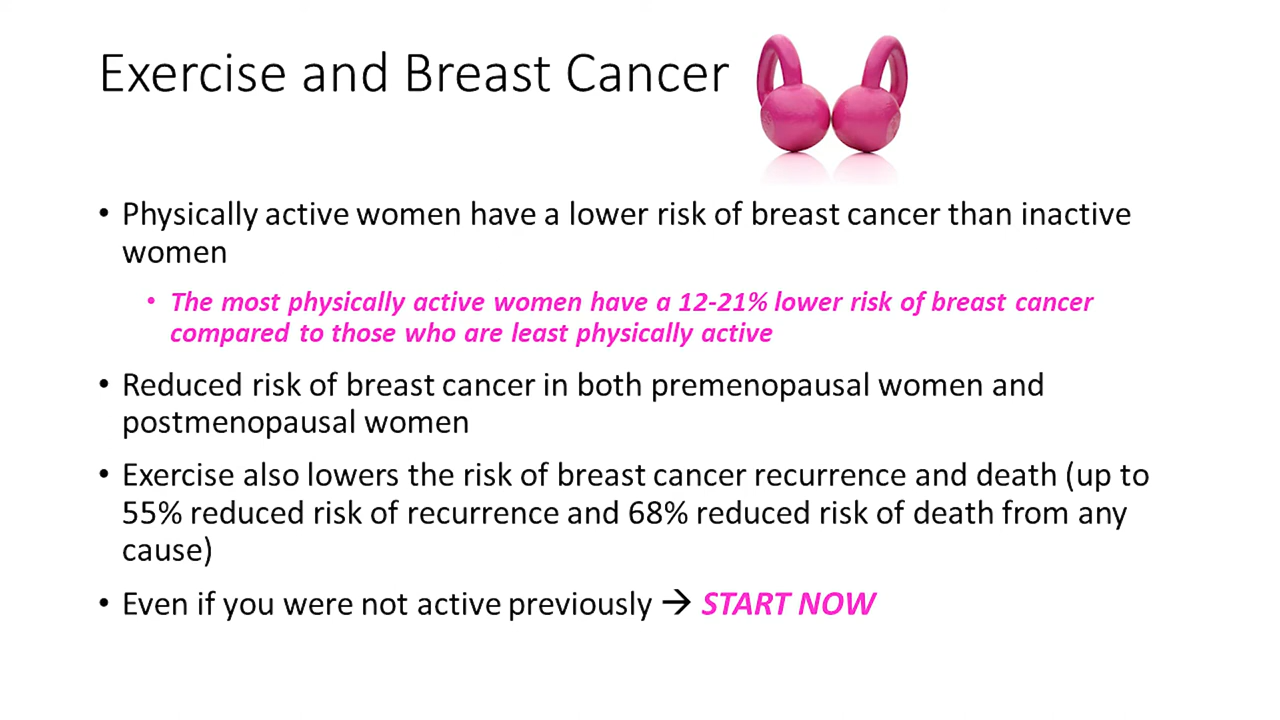 Exercise and Breast Cancer
• Physically active women have a lower risk of breast cancer than inactive
women
• The most physically active women have a 12-21% lower risk of breast cancer
compared to those who are least physically active
• Reduced risk of breast cancer in both premenopausal women and
postmenopausal women
• Exercise also lowers the risk of breast cancer recurrence and death (up to
55% reduced risk of recurrence and 68% reduced risk of death from any
cause)
• Even if you were not active previously → START NOW